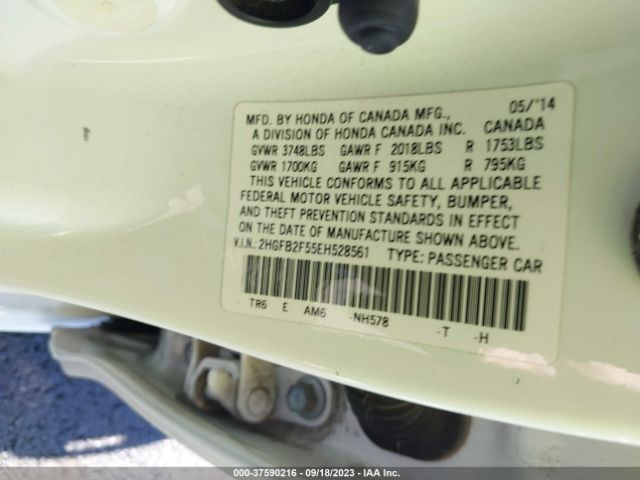 MFD. BY HONDA OF CANADA MFG., 05/'14
A DIVISION OF HONDA CANADA INC. CANADA
GVWR 3748LBS GAWR F 2018LBS R 1753LBS
GVWR 1700KG GAWR F 915KG R 795KG
THIS VEHICLE CONFORMS TO ALL APPLICABLE
FEDERAL MOTOR VEHICLE SAFETY, BUMPER,
AND THEFT PREVENTION STANDARDS IN EFFECT
ON THE DATE OF MANUFACTURE SHOWN ABOVE.
V.I.N.: 2HGFB2F55EH528561 TYPE: PASSENGER CAR
TR6 E AM6 -NH578 -T -H
000-37590216 - 09/18/2023 - IAA Inc.